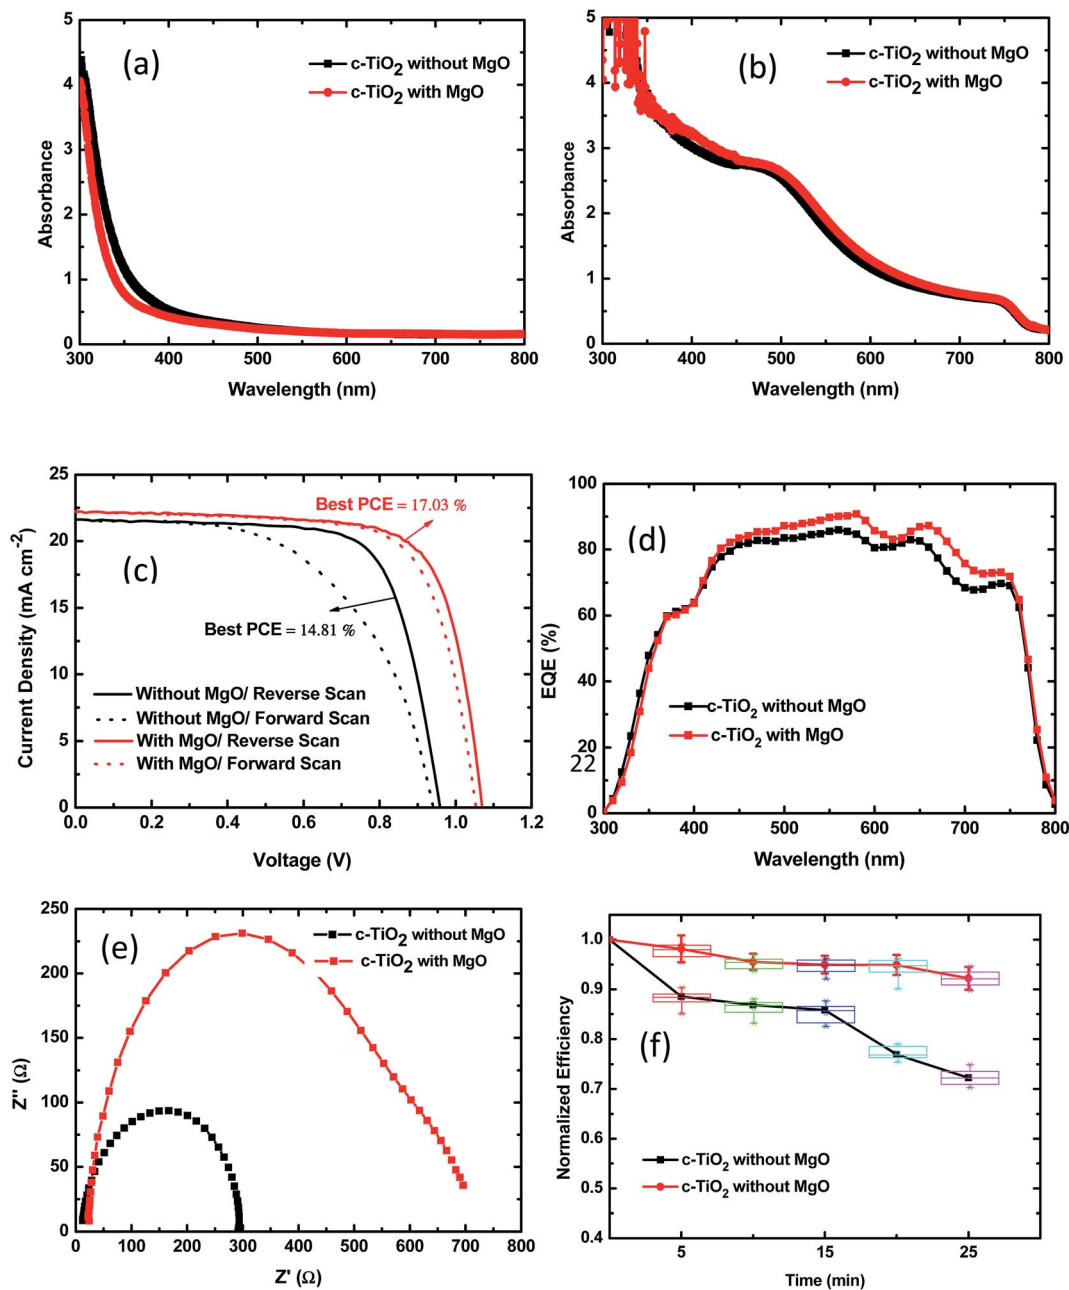 (a)
c-TiO2 without MgO
c-TiO2 with MgO
Absorbance
5
4
3
2
1
0
300 400 500 600 700 800
Wavelength (nm)
(b)
c-TiO2 without MgO
c-TiO2 with MgO
Absorbance
5
4
3
2
1
0
300 400 500 600 700 800
Wavelength (nm)
(c)
Best PCE = 17.03 %
Best PCE = 14.81 %
Without MgO/ Reverse Scan
Without MgO/ Forward Scan
With MgO/ Reverse Scan
With MgO/ Forward Scan
Current Density (mA cm−2)
25
20
15
10
5
0
0.0 0.2 0.4 0.6 0.8 1.0 1.2
Voltage (V)
(d)
c-TiO2 without MgO
c-TiO2 with MgO
EQE (%)
100
80
60
40
20
22
0
300 400 500 600 700 800
Wavelength (nm)
(e)
c-TiO2 without MgO
c-TiO2 with MgO
Z'' (Ω)
250
200
150
100
50
0
0 100 200 300 400 500 600 700 800
Z' (Ω)
(f)
c-TiO2 without MgO
c-TiO2 without MgO
Normalized Efficiency
1.0
0.9
0.8
0.7
0.6
0.5
0.4
5 10 15 20 25
Time (min)